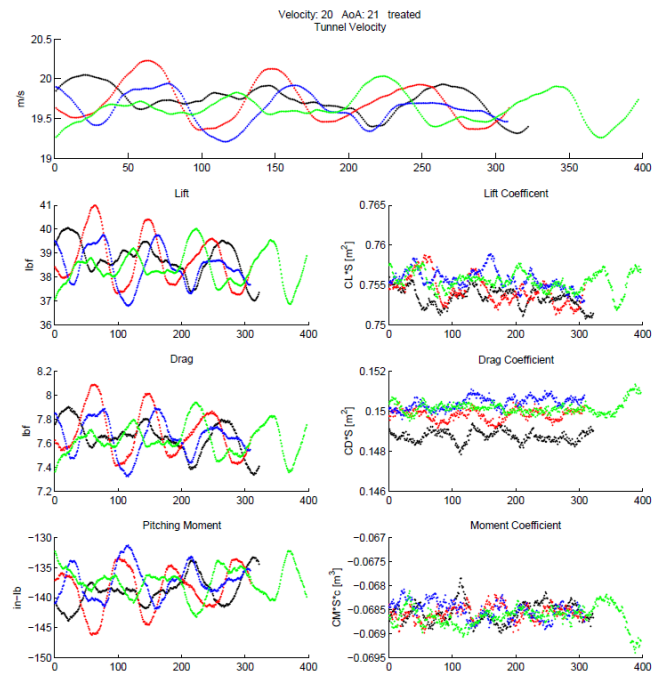 Velocity: 20 AoA: 21 treated
Tunnel Velocity
20.5
20
19.5
19
m/s
0 50 100 150 200 250 300 350 400
Lift
41
40
39
38
37
36
lbf
0 100 200 300 400
Lift Coefficent
0.765
0.76
0.755
0.75
CL*S [m²]
0 100 200 300 400
Drag
8.2
8
7.8
7.6
7.4
7.2
lbf
0 100 200 300 400
Drag Coefficient
0.152
0.15
0.148
0.146
CD*S [m²]
0 100 200 300 400
Pitching Moment
−130
−135
−140
−145
−150
in−lb
0 100 200 300 400
Moment Coefficient
−0.067
−0.0675
−0.068
−0.0685
−0.069
−0.0695
CM*S*c [m³]
0 100 200 300 400